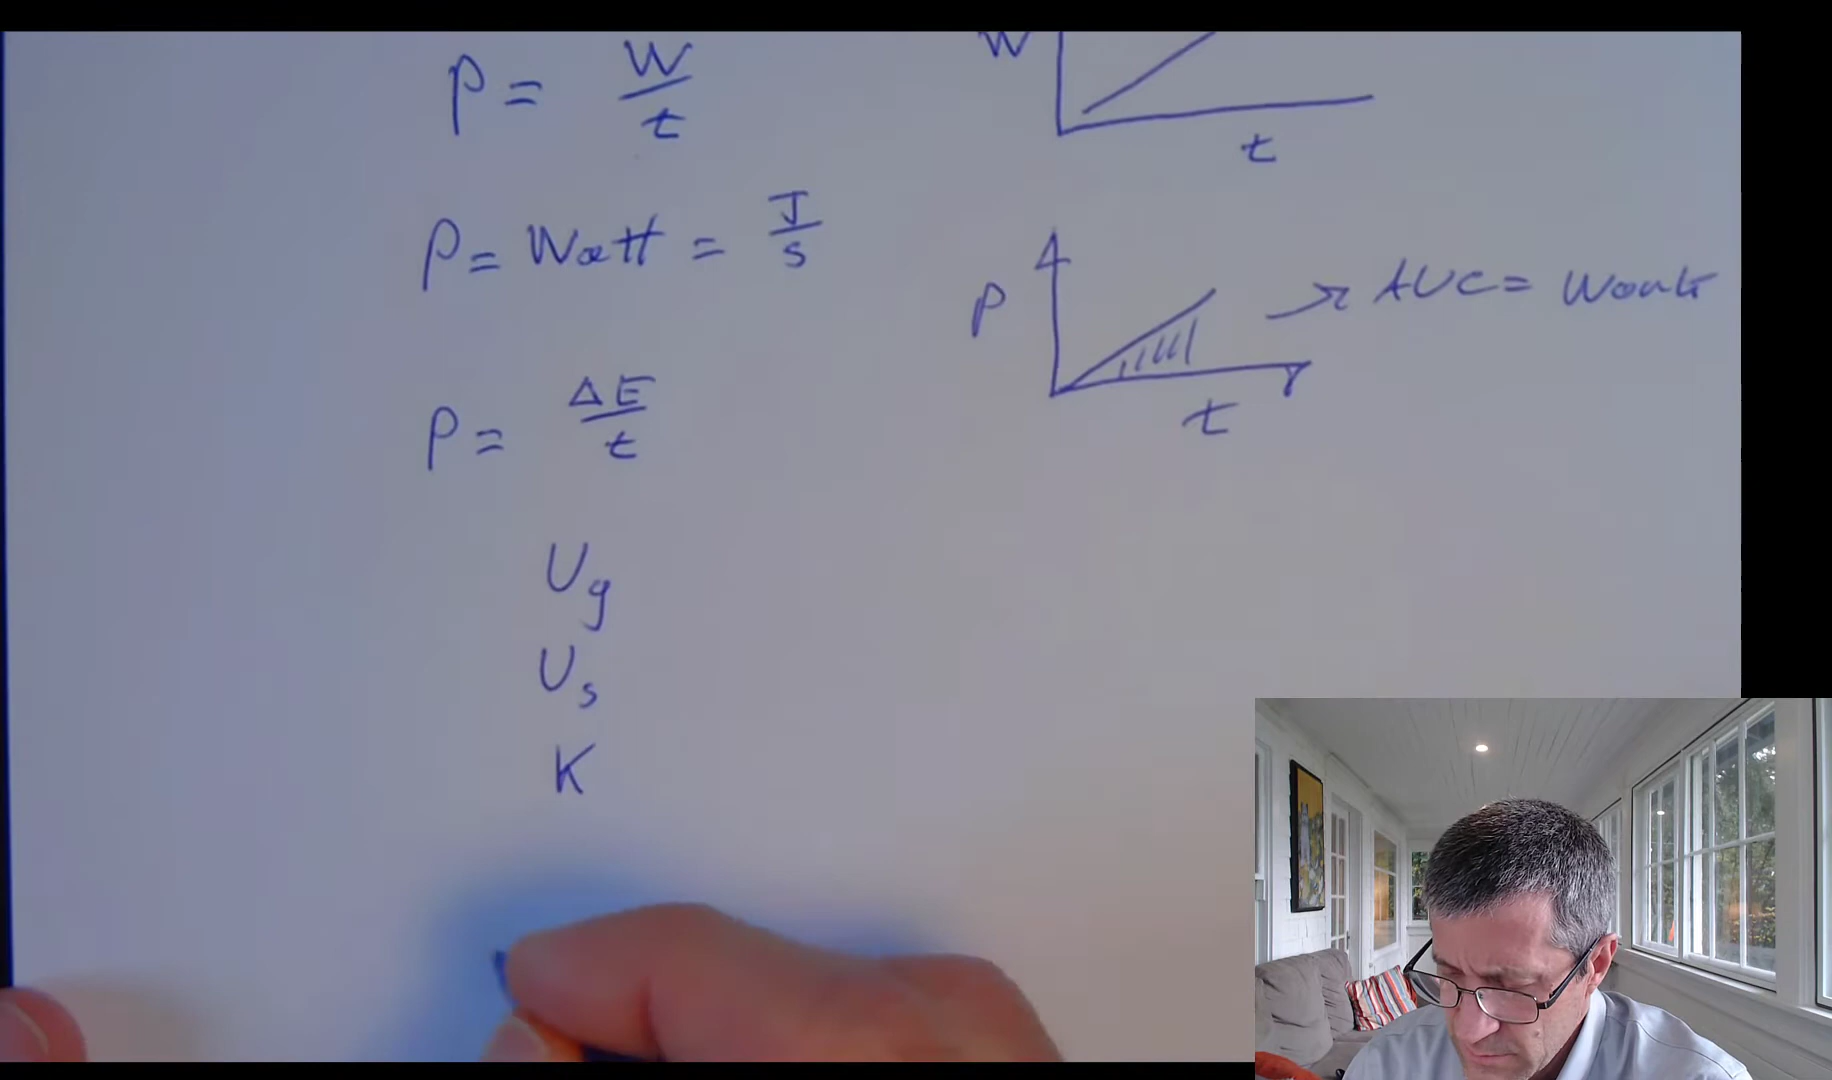 P = W/t
P = Watt = J/s
P = ΔE/t
U_g
U_s
K
W
t
P
t
→ AUC = Work